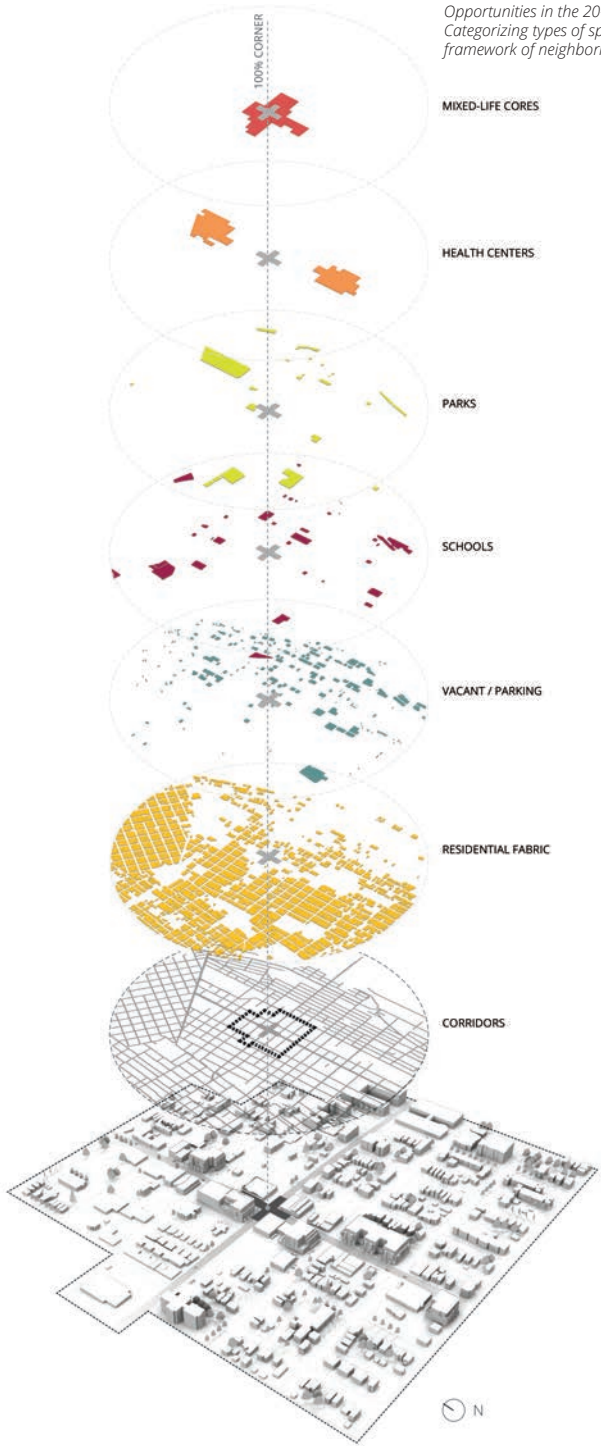 Opportunities in the 20
Categorizing types of sp
framework of neighbor
100% CORNER
MIXED-LIFE CORES
HEALTH CENTERS
PARKS
SCHOOLS
VACANT / PARKING
RESIDENTIAL FABRIC
CORRIDORS
N